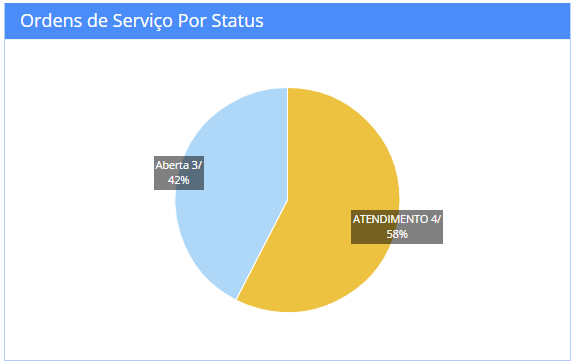 Ordens de Serviço Por Status
Aberta 3/
42%
ATENDIMENTO 4/
58%